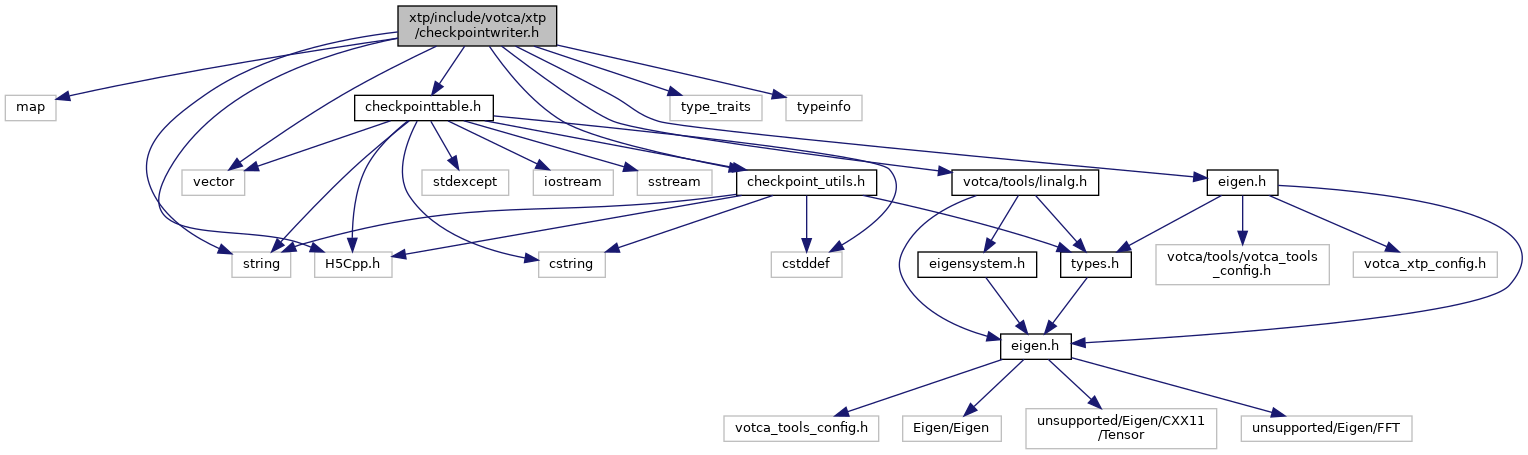 xtp/include/votca/xtp
/checkpointwriter.h
map
checkpointtable.h
type_traits
typeinfo
vector
stdexcept
iostream
sstream
checkpoint_utils.h
votca/tools/linalg.h
eigen.h
string
H5Cpp.h
cstring
cstddef
eigensystem.h
types.h
votca/tools/votca_tools
_config.h
votca_xtp_config.h
eigen.h
votca_tools_config.h
Eigen/Eigen
unsupported/Eigen/CXX11
/Tensor
unsupported/Eigen/FFT